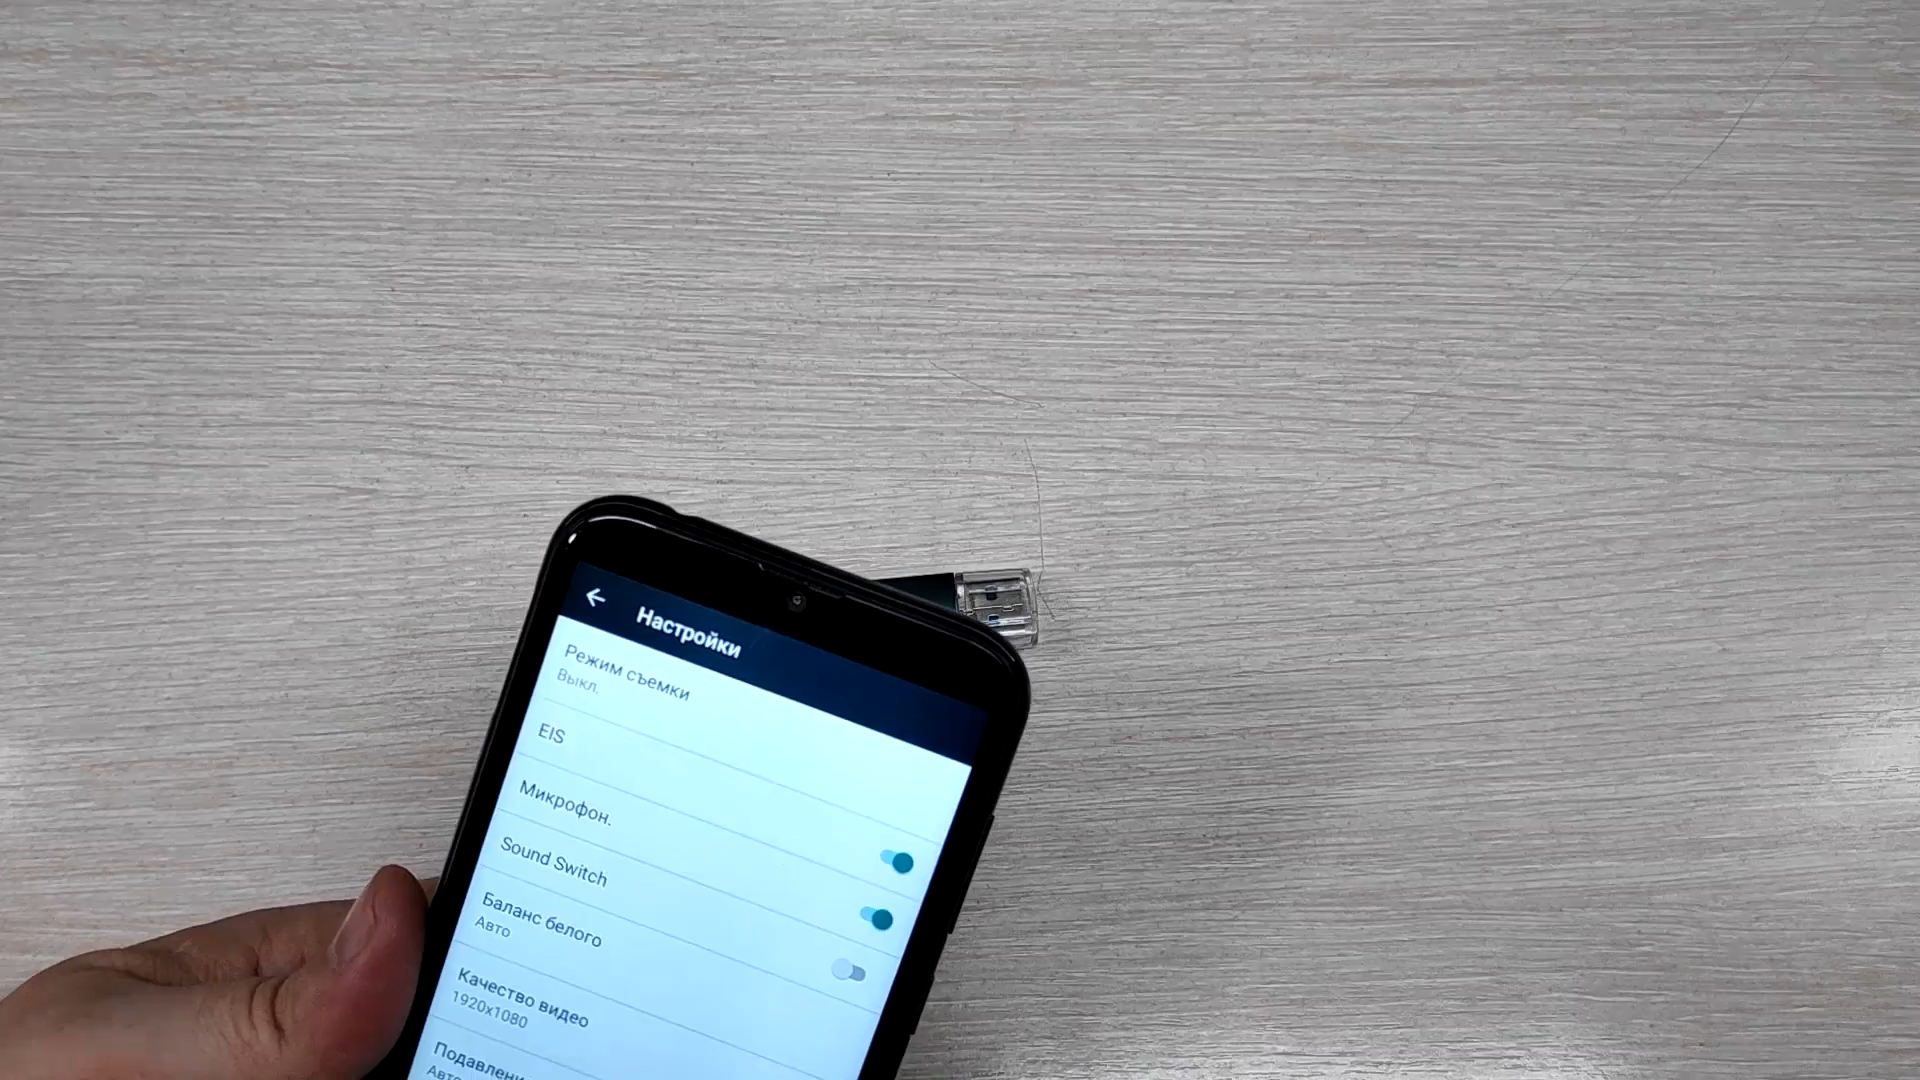 Настройки
Режим съемки
Выкл.
EIS
Микрофон.
Sound Switch
Баланс белого
Авто
Качество видео
1920x1080